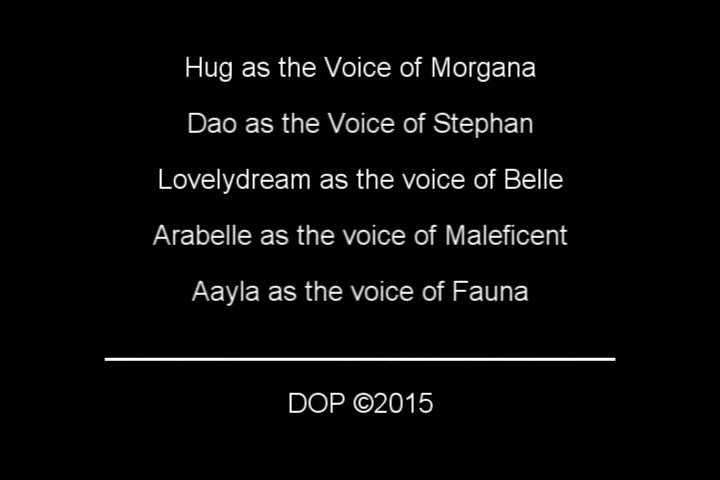 Hug as the Voice of Morgana
Dao as the Voice of Stephan
Lovelydream as the voice of Belle
Arabelle as the voice of Maleficent
Aayla as the voice of Fauna
DOP ©2015